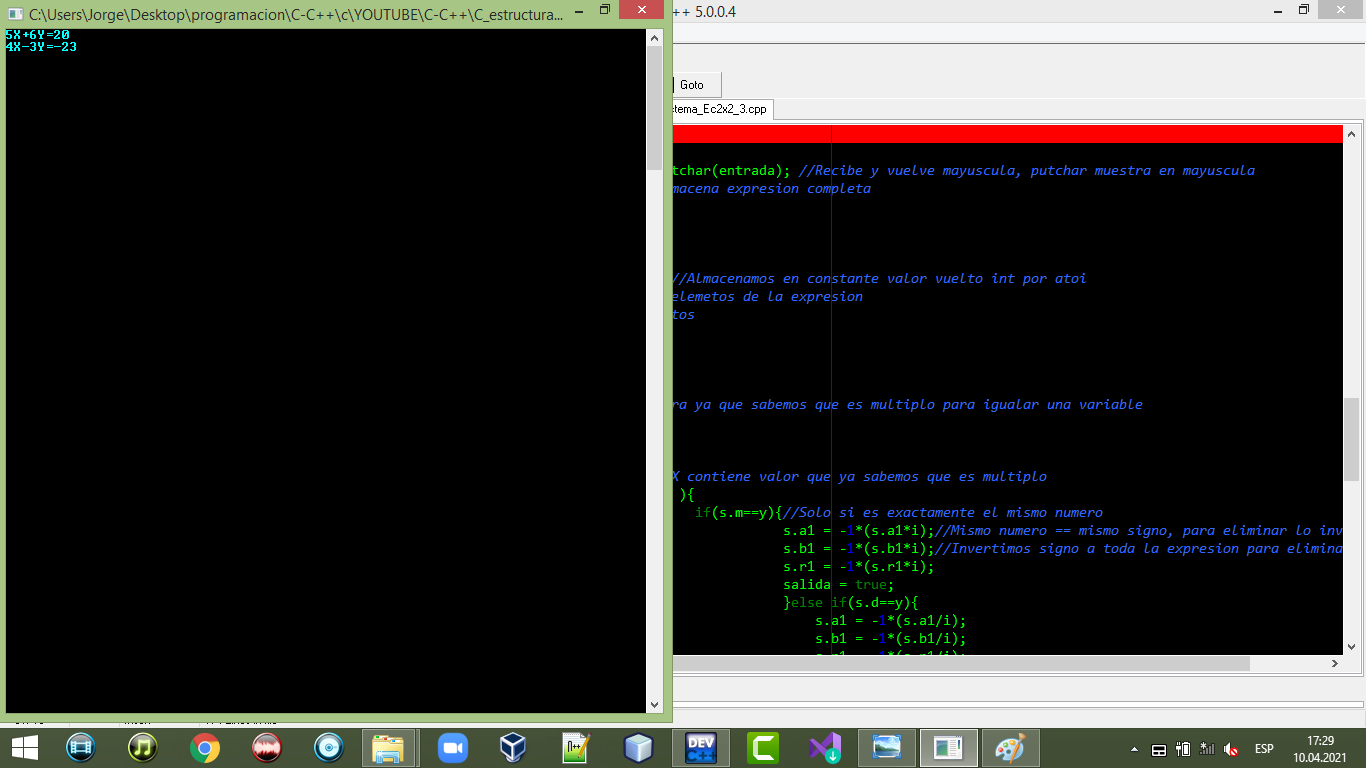 C:\Users\Jorge\Desktop\programacion\C-C++\c\YOUTUBE\C-C++\C_estructura...
++ 5.0.0.4
5X+6Y=20
4X-3Y=-23
Goto
tema_Ec2x2_3.cpp
tchar(entrada); //Recibe y vuelve mayuscula, putchar muestra en mayuscula
macena expresion completa
//Almacenamos en constante valor vuelto int por atoi
elemetos de la expresion
tos
ra ya que sabemos que es multiplo para igualar una variable
X contiene valor que ya sabemos que es multiplo
){
if(s.m==y){//Solo si es exactamente el mismo numero
s.a1 = -1*(s.a1*i);//Mismo numero == mismo signo, para eliminar lo inv
s.b1 = -1*(s.b1*i);//Invertimos signo a toda la expresion para elimina
s.r1 = -1*(s.r1*i);
salida = true;
}else if(s.d==y){
s.a1 = -1*(s.a1/i);
s.b1 = -1*(s.b1/i);
N++
DEV
C++
C
ESP
17:29
10.04.2021